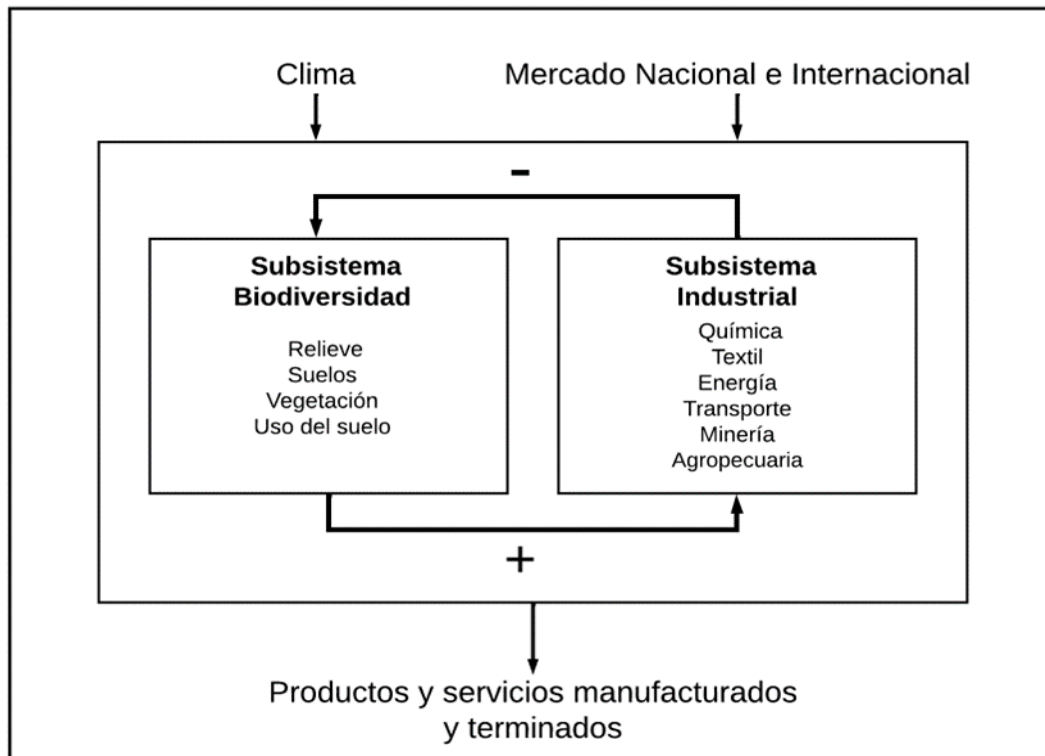 Clima
Mercado Nacional e Internacional
-
Subsistema
Biodiversidad
Relieve
Suelos
Vegetación
Uso del suelo
Subsistema
Industrial
Química
Textil
Energía
Transporte
Minería
Agropecuaria
+
Productos y servicios manufacturados
y terminados